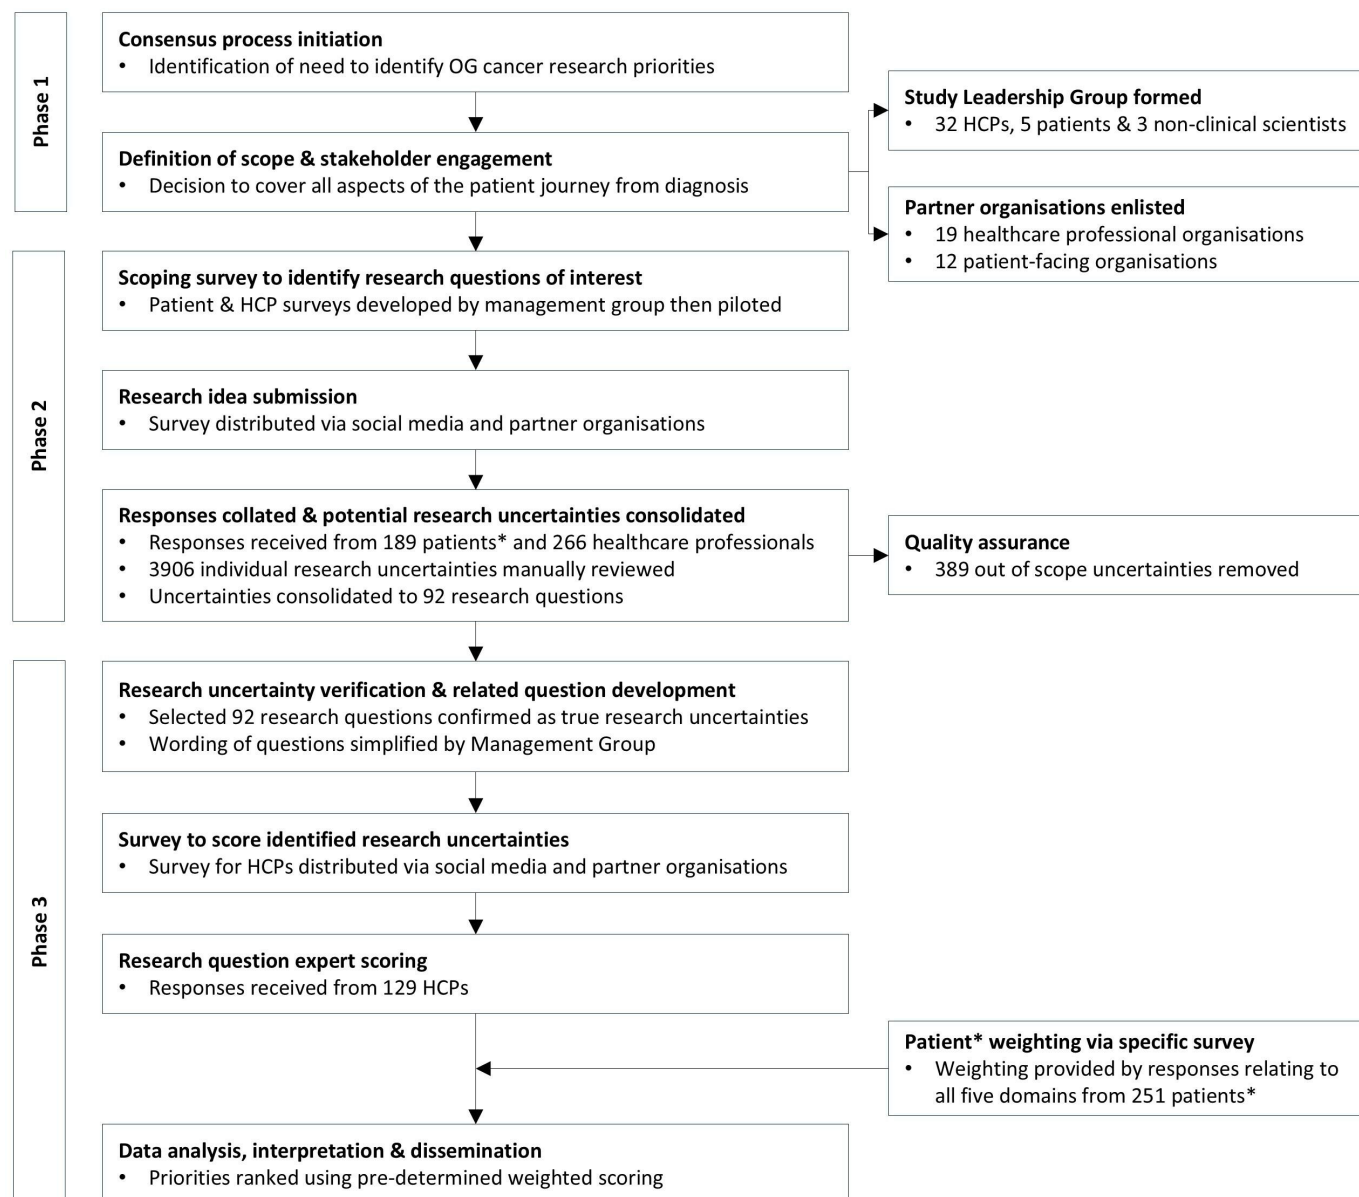 Phase 1
Consensus process initiation
• Identification of need to identify OG cancer research priorities
Definition of scope & stakeholder engagement
• Decision to cover all aspects of the patient journey from diagnosis
Study Leadership Group formed
• 32 HCPs, 5 patients & 3 non-clinical scientists
Partner organisations enlisted
• 19 healthcare professional organisations
• 12 patient-facing organisations
Phase 2
Scoping survey to identify research questions of interest
• Patient & HCP surveys developed by management group then piloted
Research idea submission
• Survey distributed via social media and partner organisations
Responses collated & potential research uncertainties consolidated
• Responses received from 189 patients* and 266 healthcare professionals
• 3906 individual research uncertainties manually reviewed
• Uncertainties consolidated to 92 research questions
Quality assurance
• 389 out of scope uncertainties removed
Phase 3
Research uncertainty verification & related question development
• Selected 92 research questions confirmed as true research uncertainties
• Wording of questions simplified by Management Group
Survey to score identified research uncertainties
• Survey for HCPs distributed via social media and partner organisations
Research question expert scoring
• Responses received from 129 HCPs
Patient* weighting via specific survey
• Weighting provided by responses relating to
all five domains from 251 patients*
Data analysis, interpretation & dissemination
• Priorities ranked using pre-determined weighted scoring